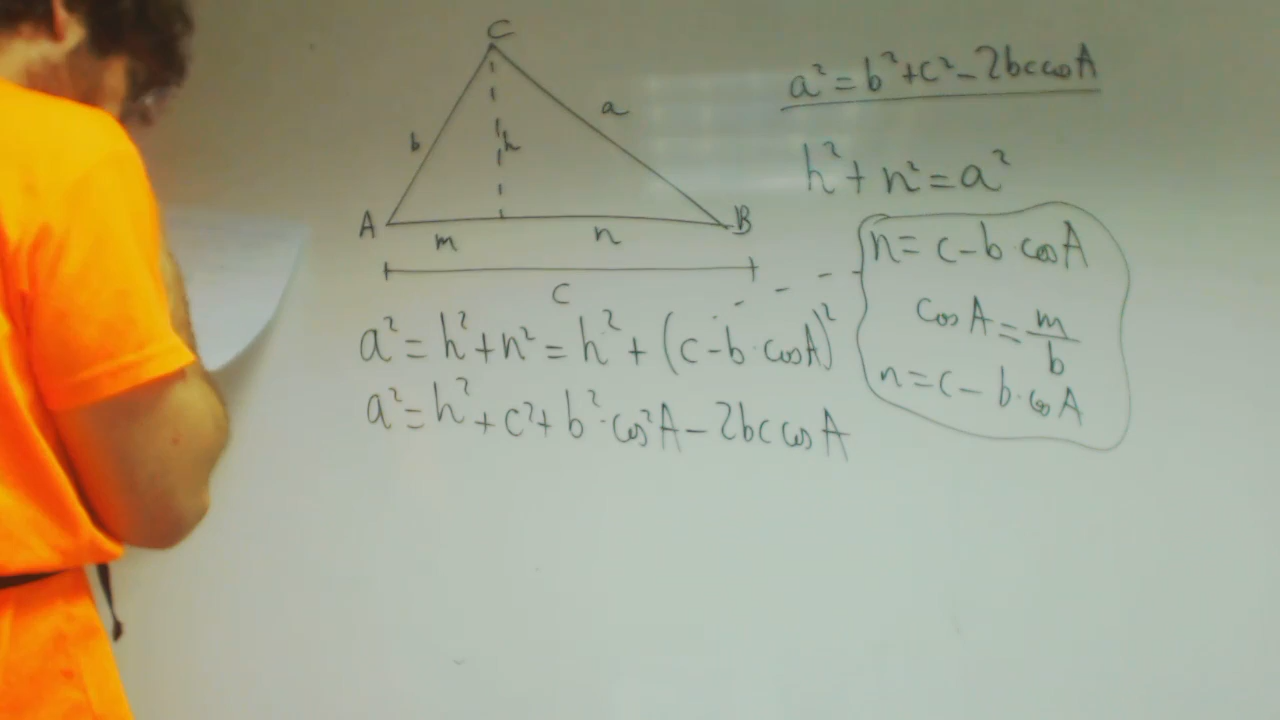 C
b
a
h
A
B
m
n
c
a² = b² + c² - 2bc cos A
h² + n² = a²
n = c - b · cos A
cos A = m/b
n = c - b · cos A
a² = h² + n² = h² + (c - b · cos A)²
a² = h² + c² + b² · cos² A - 2bc cos A